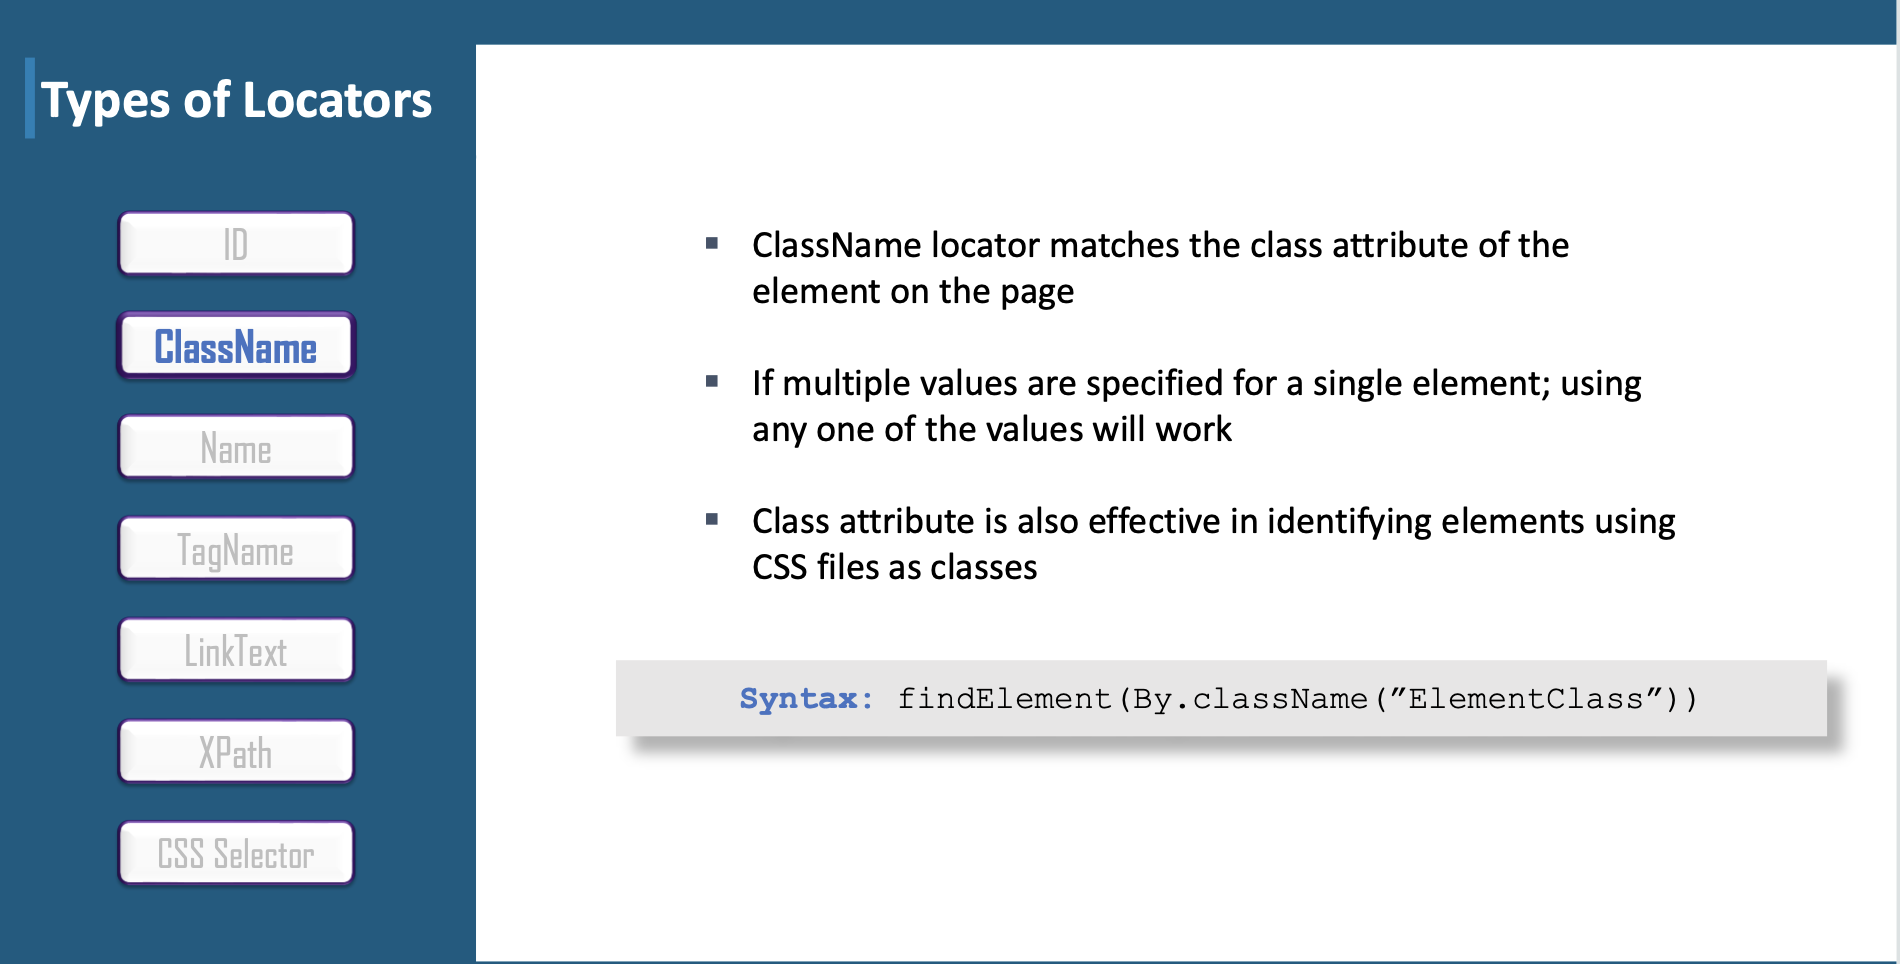 Types of Locators
ID
ClassName
Name
TagName
LinkText
XPath
CSS Selector
▪ ClassName locator matches the class attribute of the
element on the page
▪ If multiple values are specified for a single element; using
any one of the values will work
▪ Class attribute is also effective in identifying elements using
CSS files as classes
Syntax: findElement(By.className(”ElementClass”))